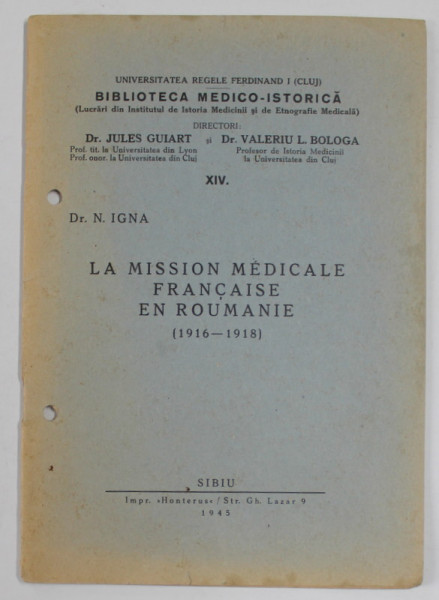 UNIVERSITATEA REGELE FERDINAND I (CLUJ)
BIBLIOTECA MEDICO-ISTORICĂ
(Lucrări din Institutul de Istoria Medicinii și de Etnografie Medicală)
DIRECTORI:
Dr. JULES GUIART și Dr. VALERIU L. BOLOGA
Prof. tit. la Universitatea din Lyon Profesor de Istoria Medicinii
Prof. onor. la Universitatea din Cluj la Universitatea din Cluj
XIV.
Dr. N. IGNA
LA MISSION MÉDICALE
FRANÇAISE
EN ROUMANIE
(1916—1918)
SIBIU
Impr. »Honterus« / Str. Gh. Lazar 9
1945